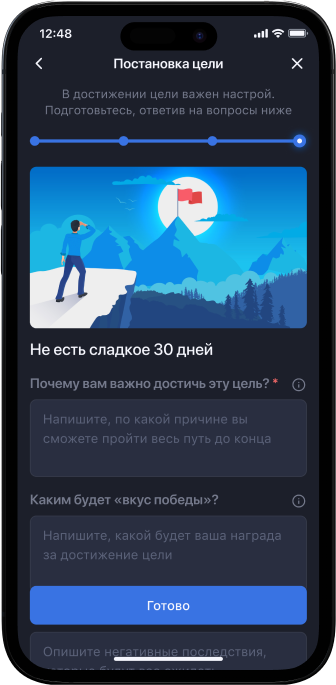 12:48
Постановка цели
В достижении цели важен настрой.
Подготовьтесь, ответив на вопросы ниже
Не есть сладкое 30 дней
Почему вам важно достичь эту цель? *
Напишите, по какой причине вы
сможете пройти весь путь до конца
Каким будет «вкус победы»?
Напишите, какой будет ваша награда
за достижение цели
Готово
Опишите негативные последствия,